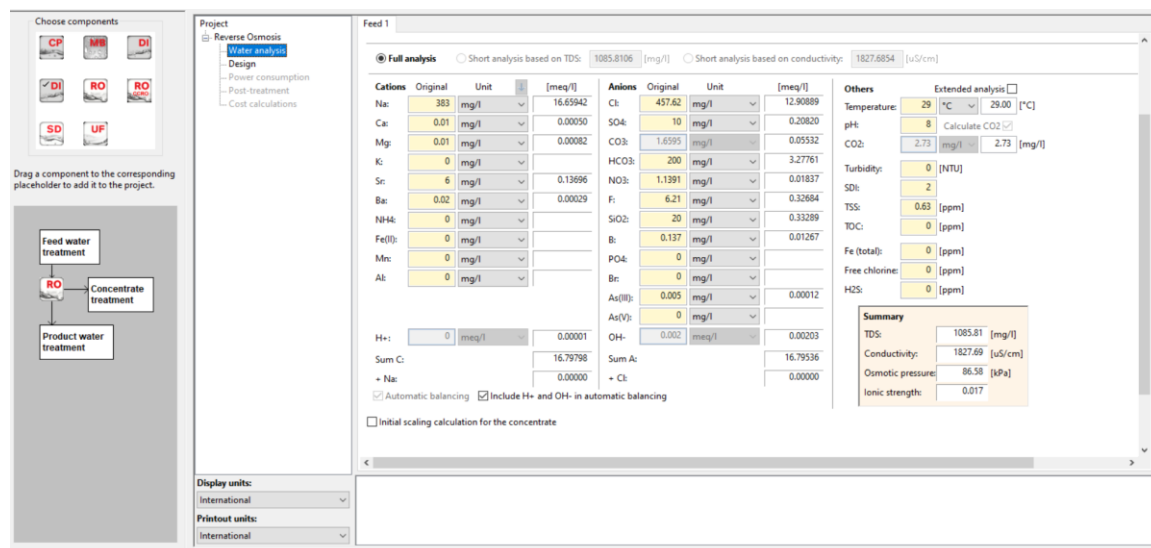 Choose components
CP MB DI
DI RO RO
SD UF
Drag a component to the corresponding
placeholder to add it to the project.
Feed water
treatment
RO
Concentrate
treatment
Product water
treatment
Project
Reverse Osmosis
Water analysis
Design
Power consumption
Post-treatment
Cost calculations
Display units:
International
Printout units:
International
Feed 1
Full analysis Short analysis based on TDS: 1085.8106 [mg/l] Short analysis based on conductivity: 1827.6854 [uS/cm]
Cations Original Unit [meq/l]
Na: 383 mg/l 16.65942
Ca: 0.01 mg/l 0.00050
Mg: 0.01 mg/l 0.00082
K: 0 mg/l
Sr: 6 mg/l 0.13696
Ba: 0.02 mg/l 0.00029
NH4: 0 mg/l
Fe(II): 0 mg/l
Mn: 0 mg/l
Al: 0 mg/l
H+: 0 meq/l 0.00001
Sum C: 16.79798
+ Na: 0.00000
Anions Original Unit [meq/l]
Cl: 457.62 mg/l 12.90889
SO4: 10 mg/l 0.20820
CO3: 1.6595 mg/l 0.05532
HCO3: 200 mg/l 3.27761
NO3: 1.1391 mg/l 0.01837
F: 6.21 mg/l 0.32684
SiO2: 20 mg/l 0.33289
B: 0.137 mg/l 0.01267
PO4: 0 mg/l
Br: 0 mg/l
As(III): 0.005 mg/l 0.00012
As(V): 0 mg/l
OH- 0.002 meq/l 0.00203
Sum A: 16.79536
+ Cl: 0.00000
Automatic balancing Include H+ and OH- in automatic balancing
Initial scaling calculation for the concentrate
Others Extended analysis
Temperature: 29 °C 29.00 [°C]
pH: 8 Calculate CO2
CO2: 2.73 mg/l 2.73 [mg/l]
Turbidity: 0 [NTU]
SDI: 2
TSS: 0.63 [ppm]
TOC: 0 [ppm]
Fe (total): 0 [ppm]
Free chlorine: 0 [ppm]
H2S: 0 [ppm]
Summary
TDS: 1085.81 [mg/l]
Conductivity: 1827.69 [uS/cm]
Osmotic pressure: 86.58 [kPa]
Ionic strength: 0.017